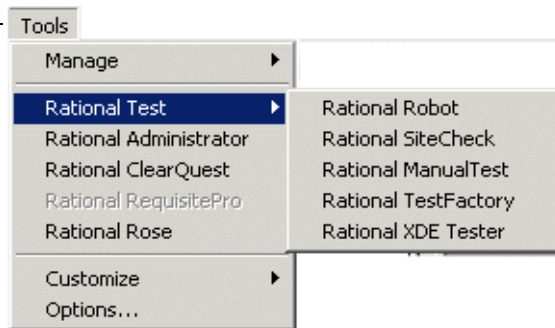 Tools
Manage
Rational Test
Rational Administrator
Rational ClearQuest
Rational RequisitePro
Rational Rose
Customize
Options...
Rational Robot
Rational SiteCheck
Rational ManualTest
Rational TestFactory
Rational XDE Tester